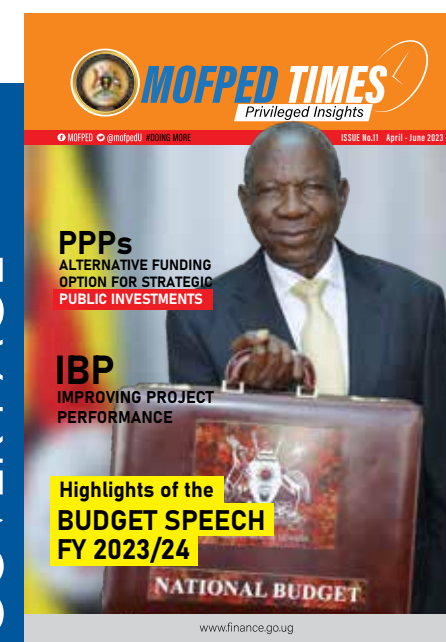 MOFPED TIMES
Privileged Insights
MOFPED @mofpedU #DOING MORE
ISSUE No.11 April - June 2023
PPPs
ALTERNATIVE FUNDING
OPTION FOR STRATEGIC
PUBLIC INVESTMENTS
IBP
IMPROVING PROJECT
PERFORMANCE
Highlights of the
BUDGET SPEECH
FY 2023/24
NATIONAL BUDGET
www.finance.go.ug